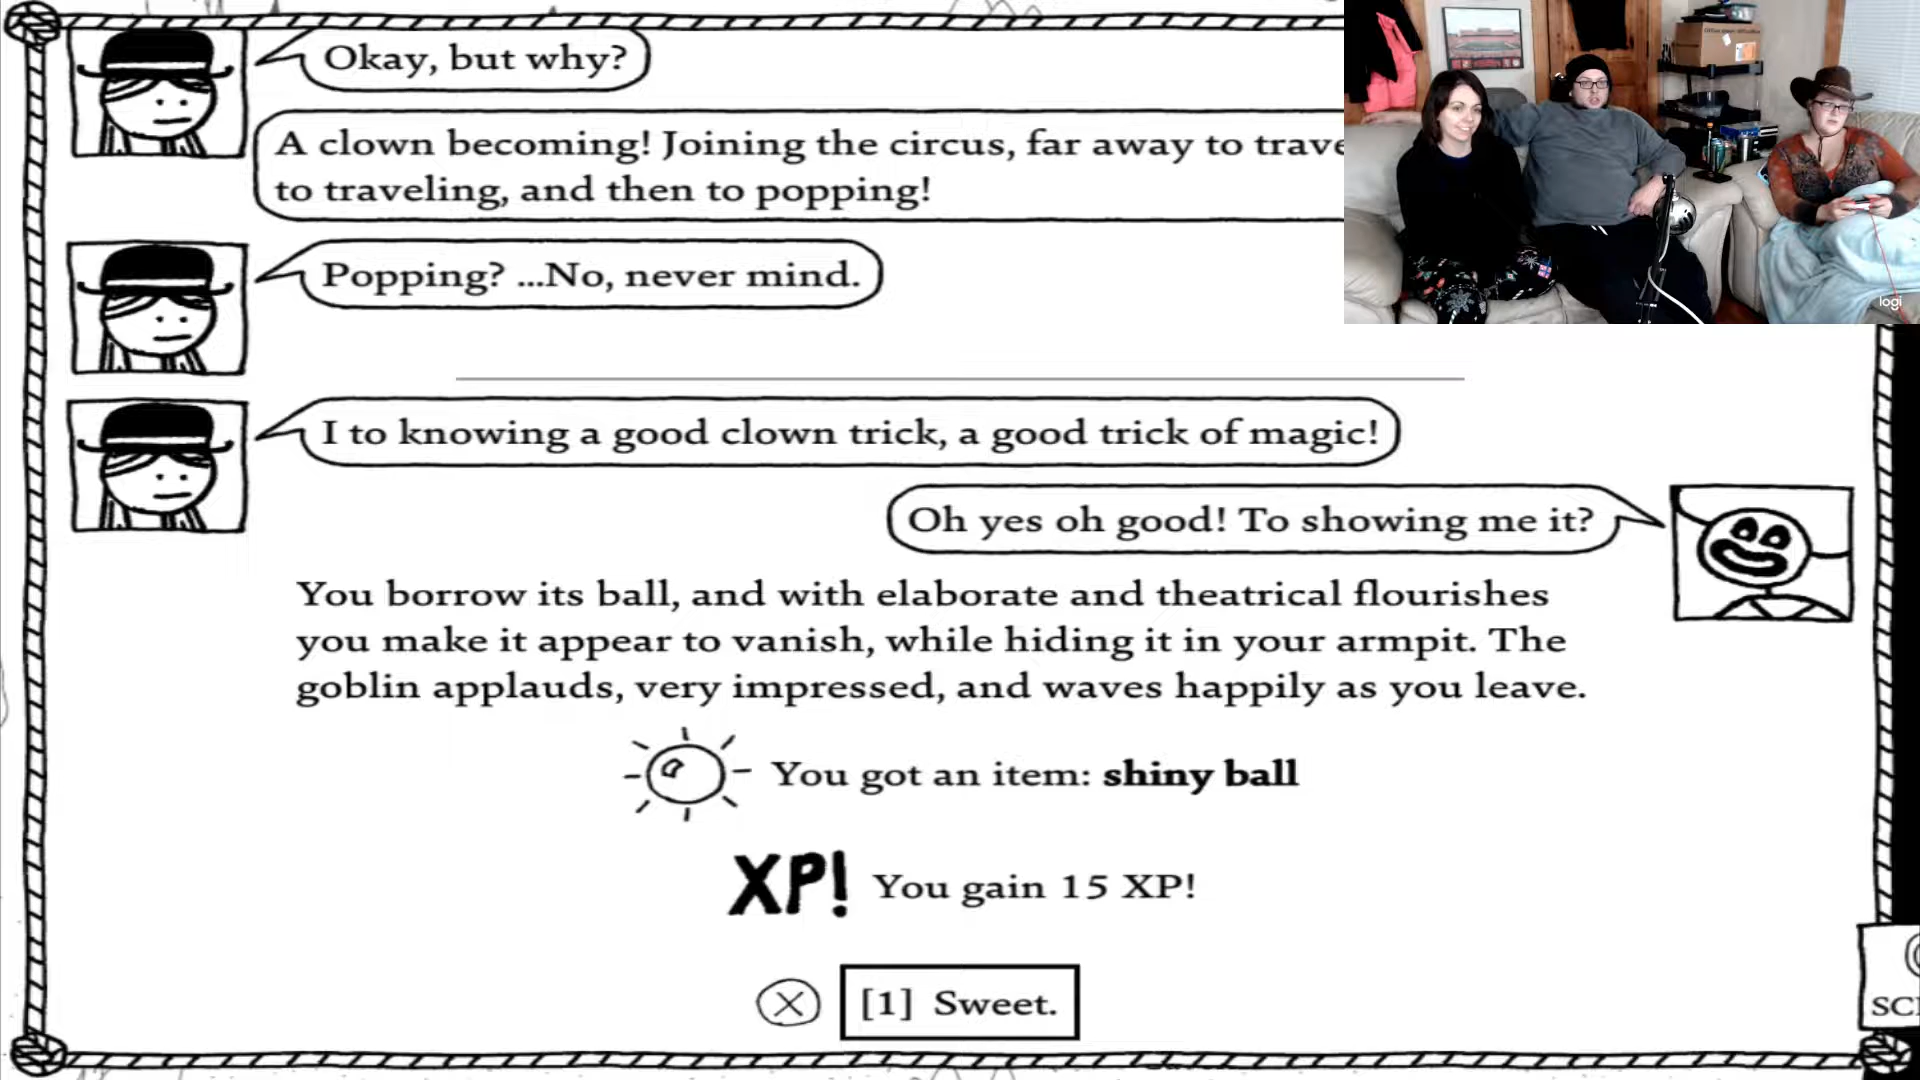 Okay, but why?
A clown becoming! Joining the circus, far away to
to traveling, and then to popping!
Popping? ...No, never mind.
I to knowing a good clown trick, a good trick of magic!
Oh yes oh good! To showing me it?
You borrow its ball, and with elaborate and theatrical flourishes
you make it appear to vanish, while hiding it in your armpit. The
goblin applauds, very impressed, and waves happily as you leave.
You got an item: shiny ball
XP! You gain 15 XP!
[1] Sweet.
logi